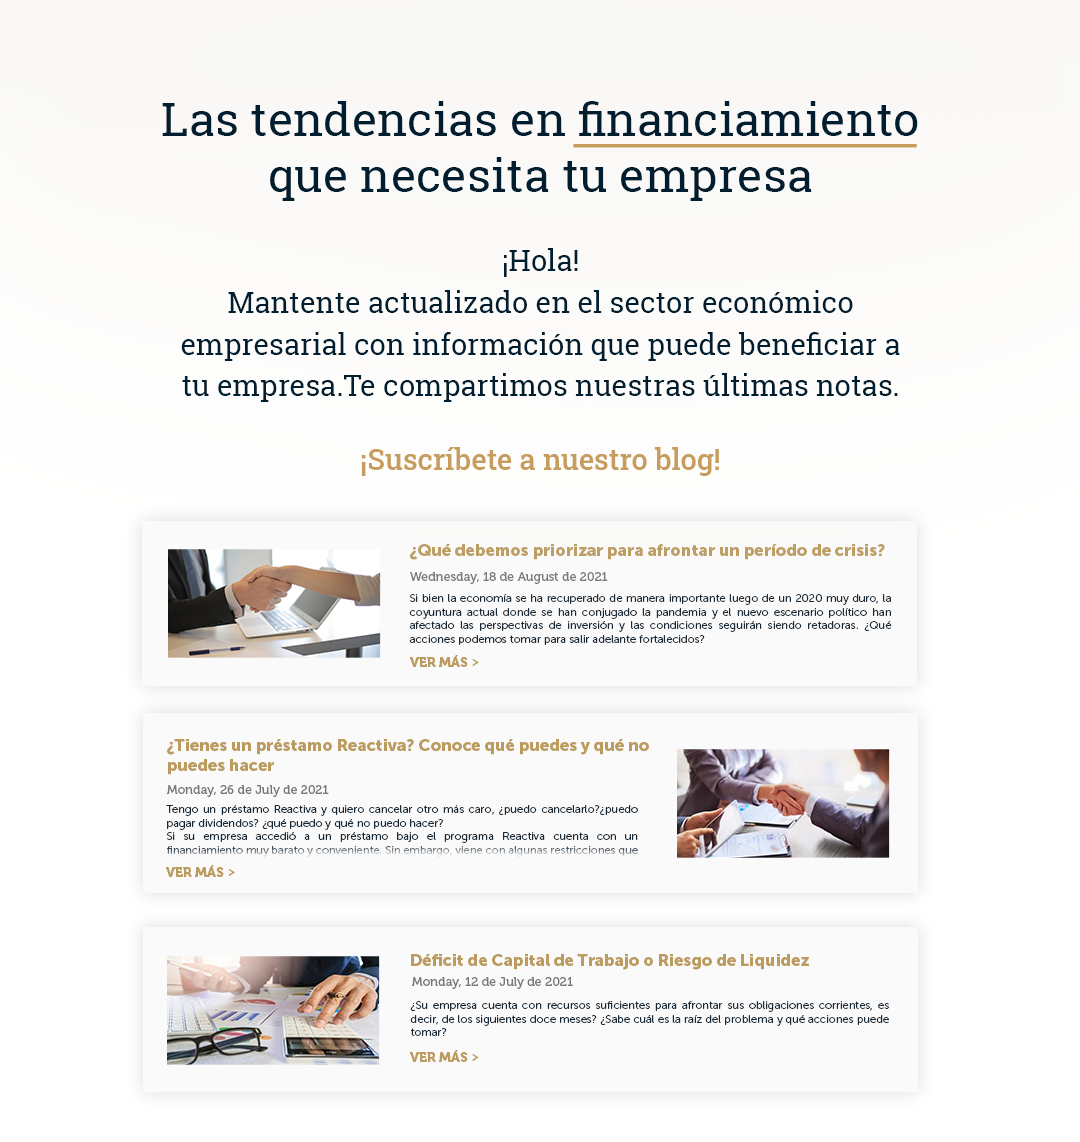 Las tendencias en financiamiento
que necesita tu empresa
¡Hola!
Mantente actualizado en el sector económico
empresarial con información que puede beneficiar a
tu empresa.Te compartimos nuestras últimas notas.
¡Suscríbete a nuestro blog!
¿Qué debemos priorizar para afrontar un período de crisis?
Wednesday, 18 de August de 2021
Si bien la economía se ha recuperado de manera importante luego de un 2020 muy duro, la
coyuntura actual donde se han conjugado la pandemia y el nuevo escenario político han
afectado las perspectivas de inversión y las condiciones seguirán siendo retadoras. ¿Qué
acciones podemos tomar para salir adelante fortalecidos?
VER MÁS >
¿Tienes un préstamo Reactiva? Conoce qué puedes y qué no
puedes hacer
Monday, 26 de July de 2021
Tengo un préstamo Reactiva y quiero cancelar otro más caro, ¿puedo cancelarlo?¿puedo
pagar dividendos? ¿qué puedo y qué no puedo hacer?
Si su empresa accedió a un préstamo bajo el programa Reactiva cuenta con un
financiamiento muy barato y conveniente. Sin embargo, viene con algunas restricciones que
VER MÁS >
Déficit de Capital de Trabajo o Riesgo de Liquidez
Monday, 12 de July de 2021
¿Su empresa cuenta con recursos suficientes para afrontar sus obligaciones corrientes, es
decir, de los siguientes doce meses? ¿Sabe cuál es la raíz del problema y qué acciones puede
tomar?
VER MÁS >